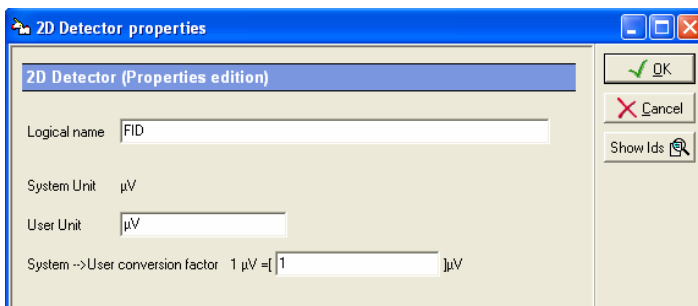 2D Detector properties
2D Detector (Properties edition)
OK
Cancel
Show Ids
Logical name FID
System Unit µV
User Unit µV
System -->User conversion factor 1 µV =[ 1 ]µV